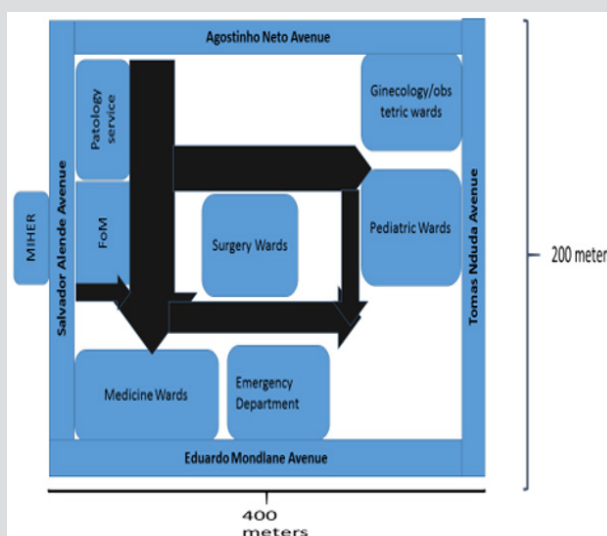 Agostinho Neto Avenue
Patology
service
Ginecology/obs
tetric wards
MIHER
Salvador Alende Avenue
FoM
Surgery Wards
Pediatric Wards
Tomas Nduda Avenue
200 meter
Medicine Wards
Emergency
Department
Eduardo Mondlane Avenue
400
meters